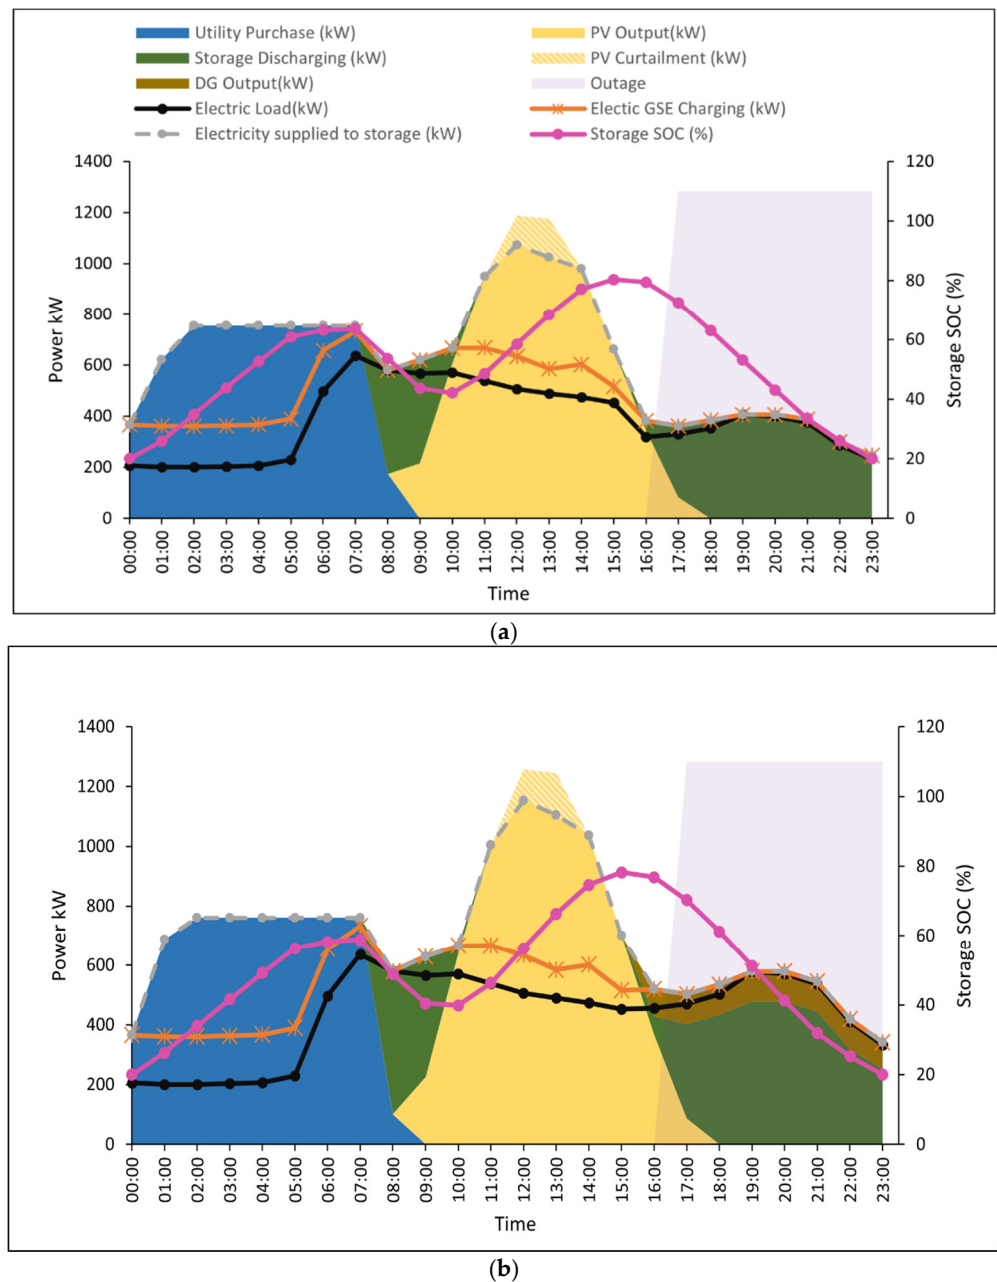 Utility Purchase (kW) PV Output(kW)
Storage Discharging (kW) PV Curtailment (kW)
DG Output(kW) Outage
Electric Load(kW) Electic GSE Charging (kW)
Electricity supplied to storage (kW) Storage SOC (%)
1400 120
1200 100
1000
80
800
60
600
40
400
20
200
0 0
Power kW
Storage SOC (%)
00:00 01:00 02:00 03:00 04:00 05:00 06:00 07:00 08:00 09:00 10:00 11:00 12:00 13:00 14:00 15:00 16:00 17:00 18:00 19:00 20:00 21:00 22:00 23:00
Time
(a)
1400 120
1200 100
1000
80
800
60
600
40
400
20
200
0 0
Power kW
Storage SOC (%)
00:00 01:00 02:00 03:00 04:00 05:00 06:00 07:00 08:00 09:00 10:00 11:00 12:00 13:00 14:00 15:00 16:00 17:00 18:00 19:00 20:00 21:00 22:00 23:00
Time
(b)